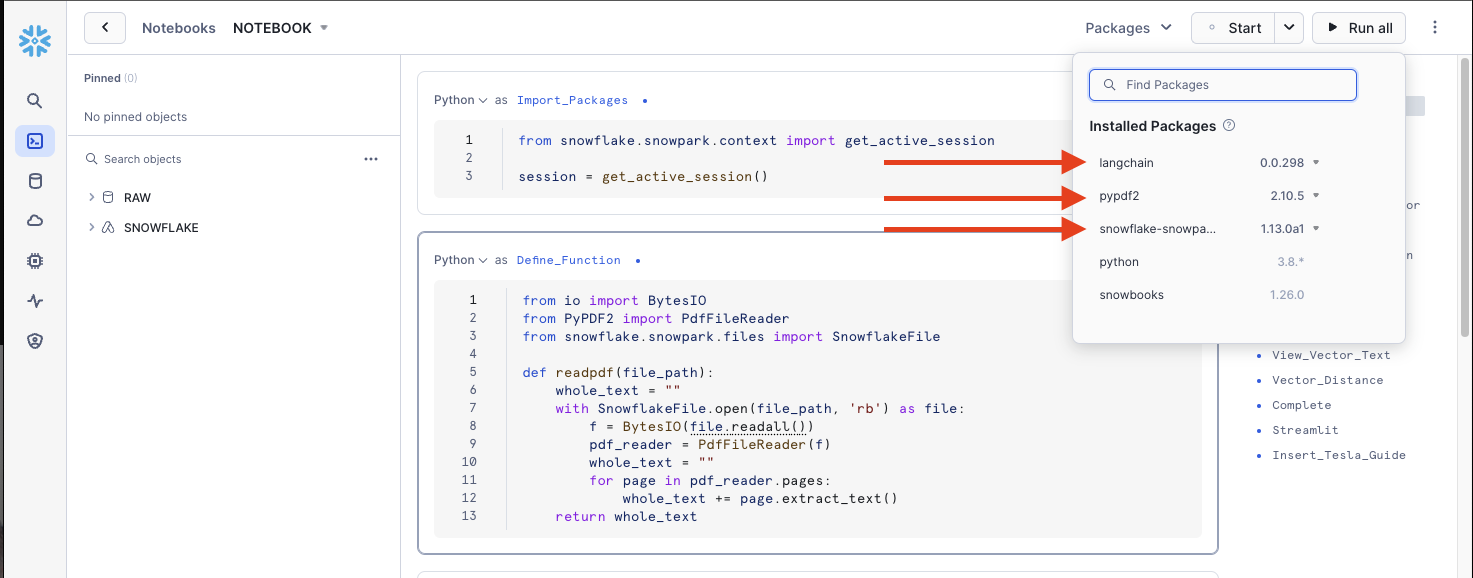 Notebooks NOTEBOOK
Packages
Start
Run all
Pinned (0)
No pinned objects
Search objects
RAW
SNOWFLAKE
Python as Import_Packages
1 from snowflake.snowpark.context import get_active_session
2
3 session = get_active_session()
Python as Define_Function
1 from io import BytesIO
2 from PyPDF2 import PdfFileReader
3 from snowflake.snowpark.files import SnowflakeFile
4
5 def readpdf(file_path):
6 whole_text = ""
7 with SnowflakeFile.open(file_path, 'rb') as file:
8 f = BytesIO(file.readall())
9 pdf_reader = PdfFileReader(f)
10 whole_text = ""
11 for page in pdf_reader.pages:
12 whole_text += page.extract_text()
13 return whole_text
Find Packages
Installed Packages
langchain 0.0.298
pypdf2 2.10.5
snowflake-snowpa... 1.13.0a1
python 3.8.*
snowbooks 1.26.0
or
n
View_Vector_Text
Vector_Distance
Complete
Streamlit
Insert_Tesla_Guide